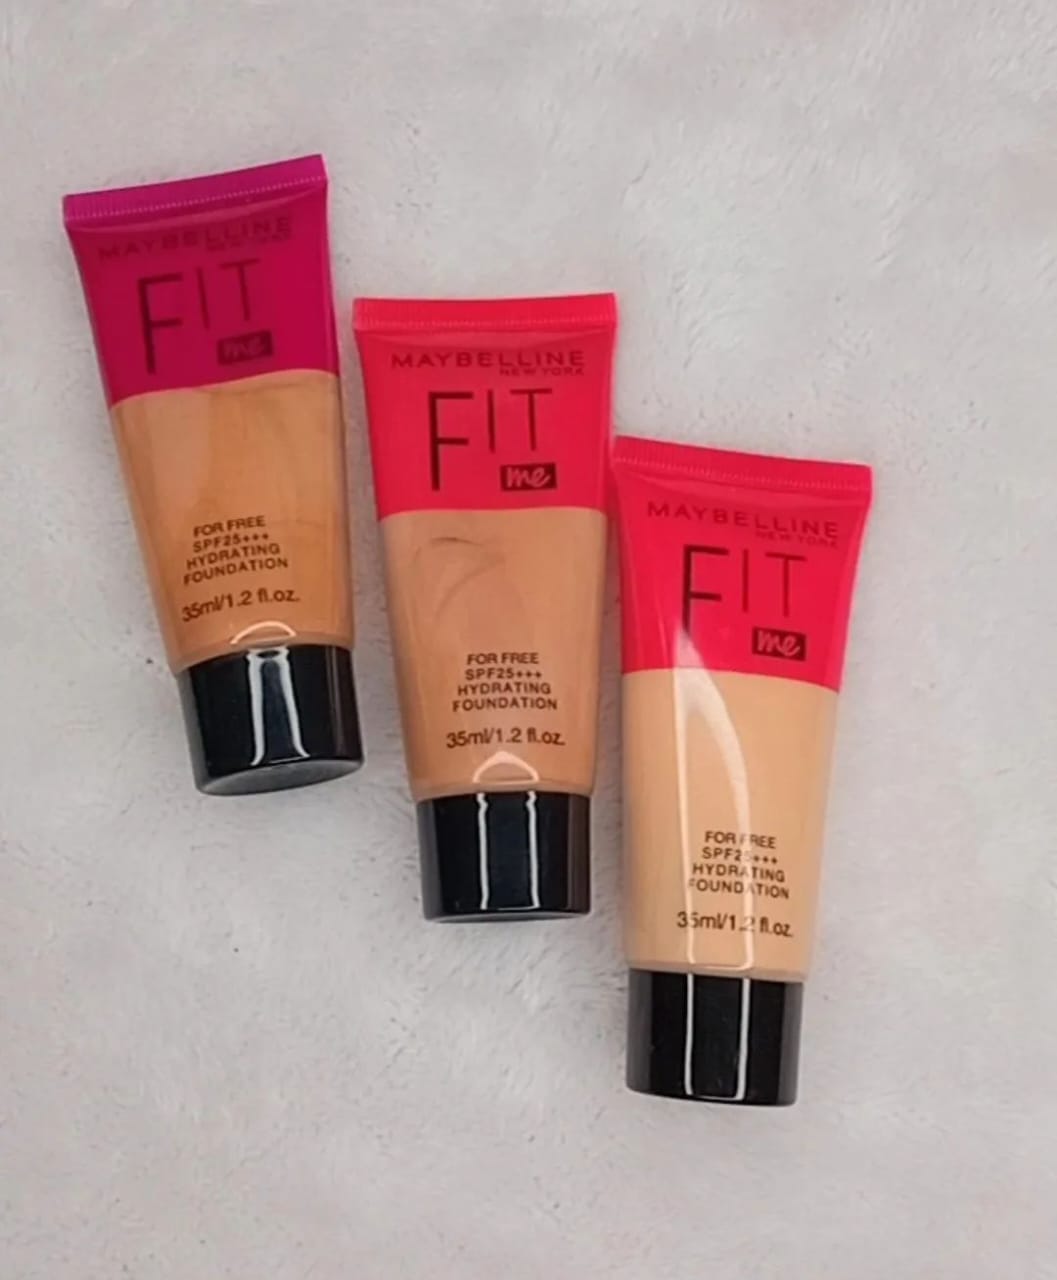 MAYBELLINE
NEW YORK
FIT
me
FOR FREE
SPF25+++
HYDRATING
FOUNDATION
35ml/1.2 fl.oz.
MAYBELLINE
NEW YORK
FIT
me
FOR FREE
SPF25+++
HYDRATING
FOUNDATION
35ml/1.2 fl.oz.
MAYBELLINE
NEW YORK
FIT
me
FOR FREE
SPF25+++
HYDRATING
FOUNDATION
35ml/1.2 fl.oz.